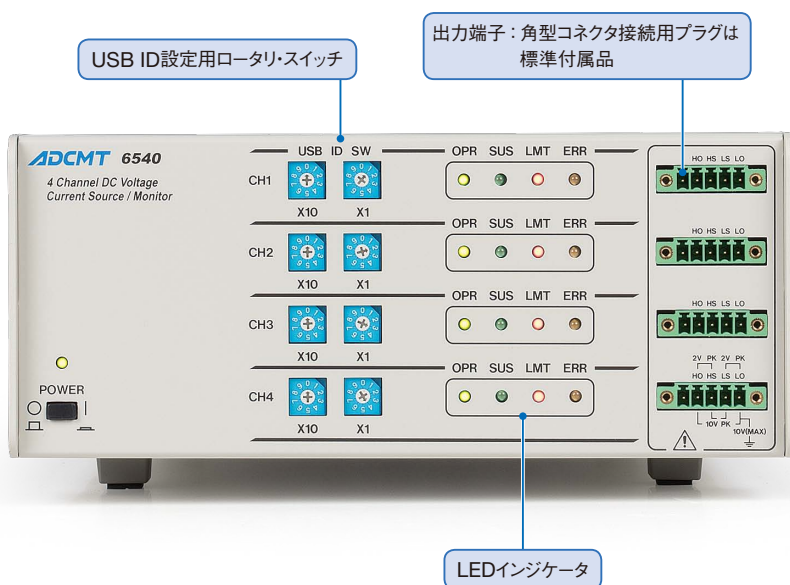 USB ID設定用ロータリ・スイッチ
出力端子：角型コネクタ接続用プラグは
標準付属品
ADCMT 6540
4 Channel DC Voltage
Current Source / Monitor
USB ID SW
OPR SUS LMT ERR
CH1
X10 X1
HO HS LS LO
OPR SUS LMT ERR
CH2
X10 X1
HO HS LS LO
OPR SUS LMT ERR
CH3
X10 X1
HO HS LS LO
OPR SUS LMT ERR
CH4
X10 X1
2V PK 2V PK
HO HS LS LO
10V PK
10V(MAX)
POWER
LEDインジケータ